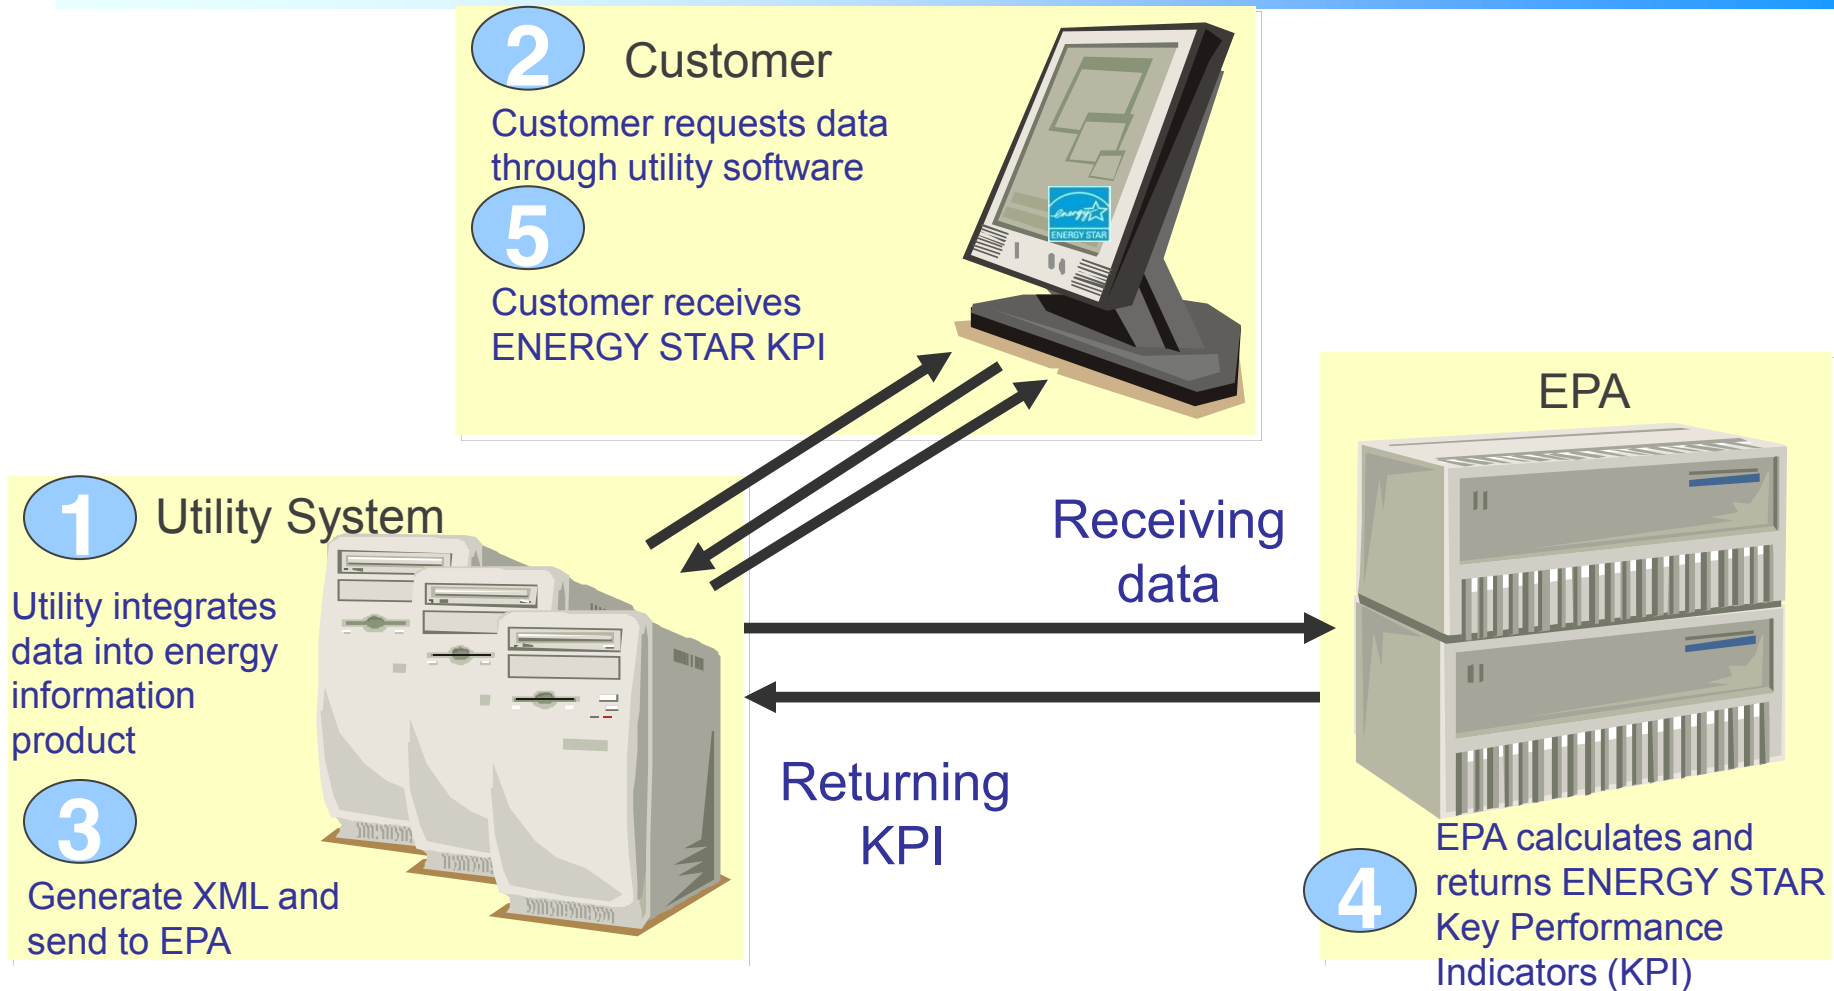 2
Customer
Customer requests data
through utility software
5
Customer receives
ENERGY STAR KPI
energy
ENERGY STAR
1
Utility System
Utility integrates
data into energy
information
product
3
Generate XML and
send to EPA
Receiving
data
Returning
KPI
EPA
4
EPA calculates and
returns ENERGY STAR
Key Performance
Indicators (KPI)